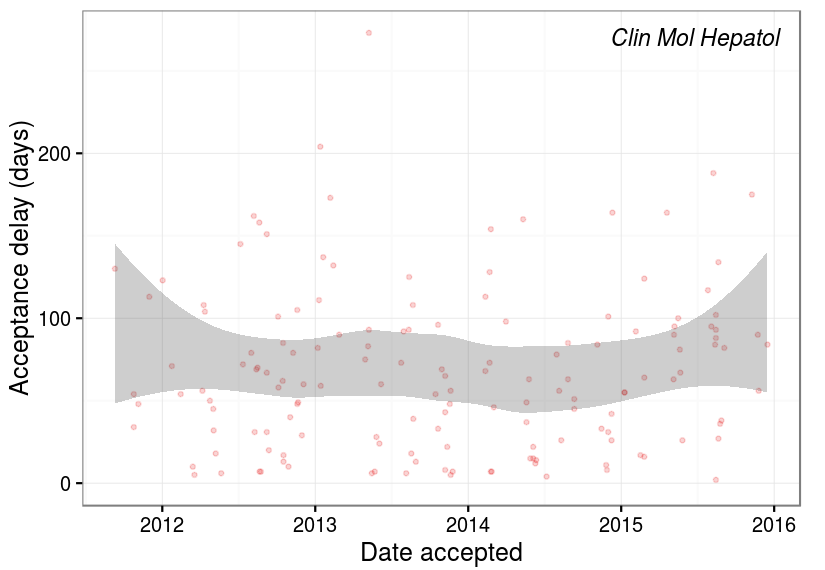 Clin Mol Hepatol
Acceptance delay (days)
200
100
0
2012 2013 2014 2015 2016
Date accepted